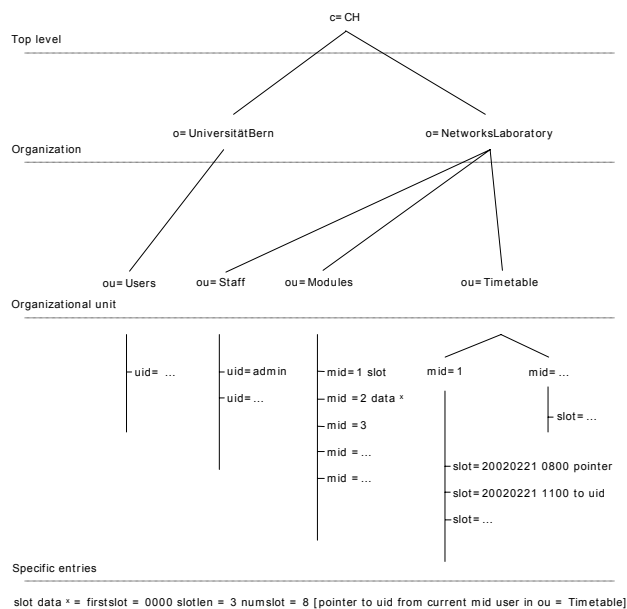 c=CH
Top level
o=UniversitätBern o=NetworksLaboratory
Organization
ou=Users ou=Staff ou=Modules ou=Timetable
Organizational unit
uid= ... uid=admin mid=1 slot mid=1 mid=...
uid=... mid =2 data x
mid =3 slot=...
mid =...
mid =... slot=20020221 0800 pointer
slot=20020221 1100 to uid
slot=...
Specific entries
slot data x = firstslot = 0000 slotlen = 3 numslot = 8 [pointer to uid from current mid user in ou = Timetable]